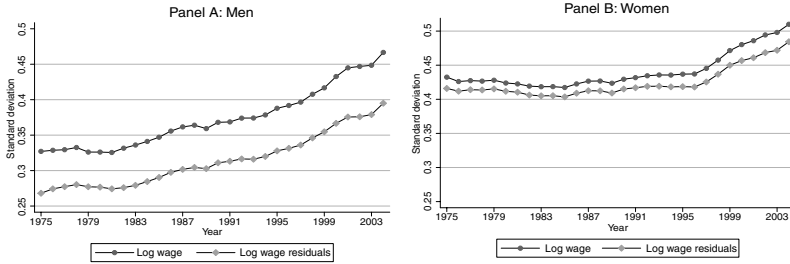 Panel A: Men
0.5
0.45
0.4
0.35
0.3
0.25
Standard deviation
1975 1979 1983 1987 1991 1995 1999 2003
Year
Log wage Log wage residuals
Panel B: Women
0.5
0.45
0.4
0.35
0.3
0.25
Standard deviation
1975 1979 1983 1987 1991 1995 1999 2003
Year
Log wage Log wage residuals